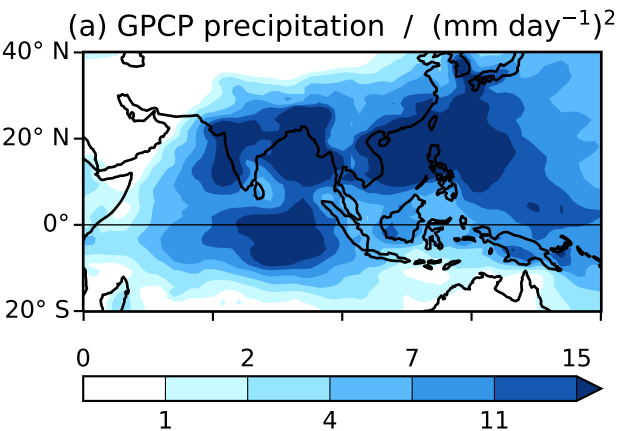 (a) GPCP precipitation / (mm day⁻¹)²
40° N
20° N
0°
20° S
0 2 7 15
1 4 11